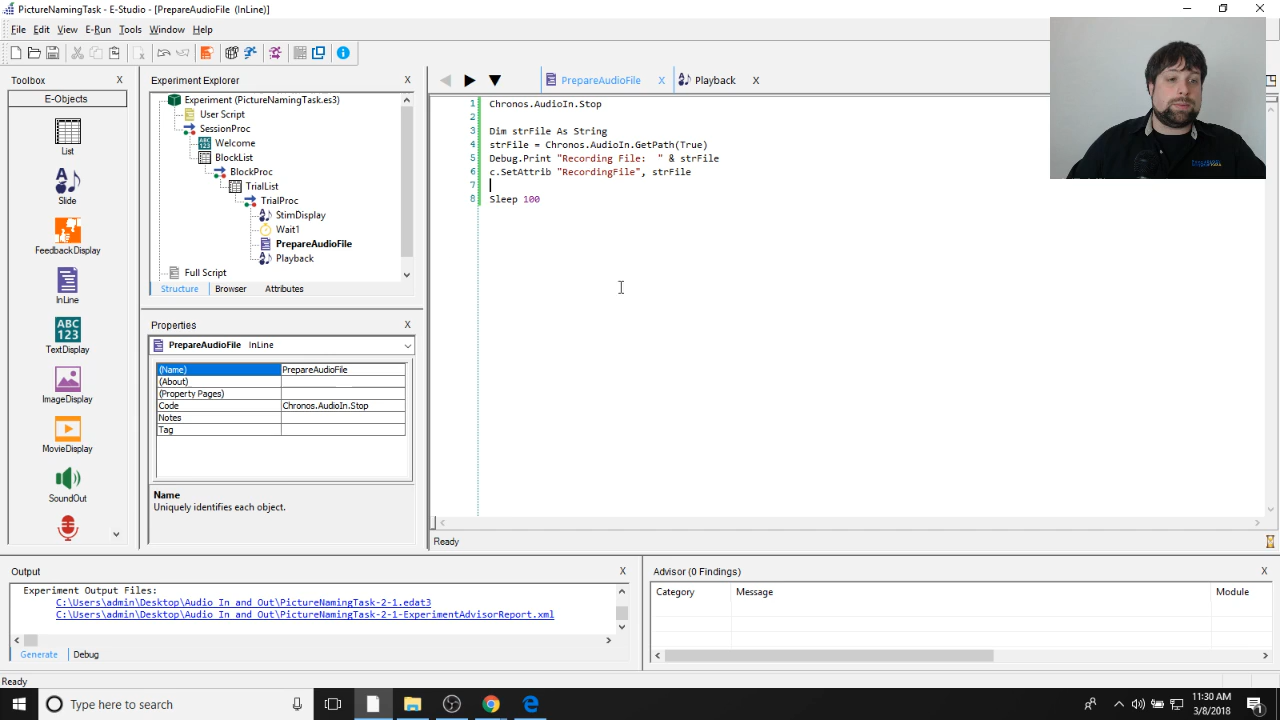 PictureNamingTask - E-Studio - [PrepareAudioFile (InLine)]
File Edit View E-Run Tools Window Help
Toolbox
E-Objects
List
Slide
FeedbackDisplay
InLine
ABC
123
TextDisplay
ImageDisplay
MovieDisplay
SoundOut
Experiment Explorer
Experiment (PictureNamingTask.es3)
User Script
SessionProc
Welcome
BlockList
BlockProc
TrialList
TrialProc
StimDisplay
Wait1
PrepareAudioFile
Playback
Full Script
Structure Browser Attributes
Properties
PrepareAudioFile InLine
(Name) PrepareAudioFile
(About)
(Property Pages)
Code Chronos.AudioIn.Stop
Notes
Tag
Name
Uniquely identifies each object.
PrepareAudioFile Playback
1 Chronos.AudioIn.Stop
2
3 Dim strFile As String
4 strFile = Chronos.AudioIn.GetPath(True)
5 Debug.Print "Recording File:  " & strFile
6 c.SetAttrib "RecordingFile", strFile
7
8 Sleep 100
Ready
Output
Experiment Output Files:
C:\Users\admin\Desktop\Audio In and Out\PictureNamingTask-2-1.edat3
C:\Users\admin\Desktop\Audio In and Out\PictureNamingTask-2-1-ExperimentAdvisorReport.xml
Generate Debug
Advisor (0 Findings)
Category Message Module
Ready
Type here to search
11:30 AM
3/8/2018